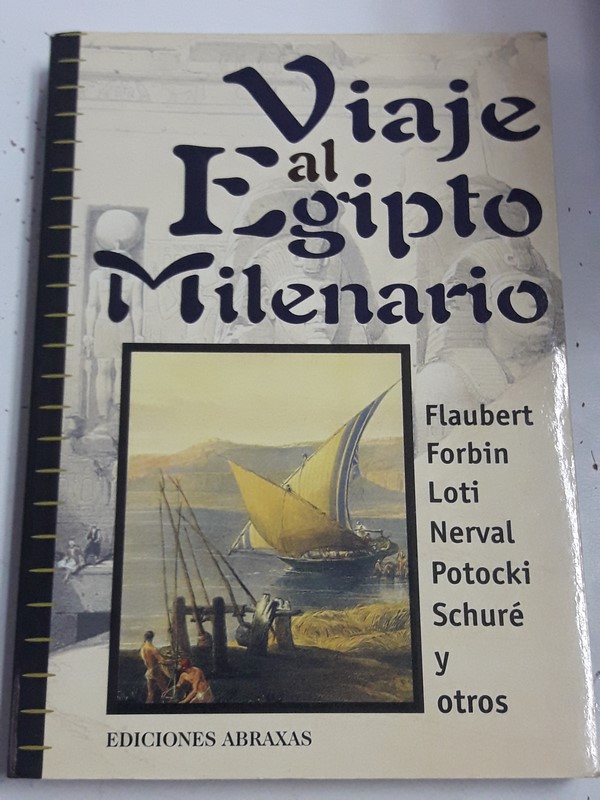 Viaje
al
Egipto
Milenario
Flaubert
Forbin
Loti
Nerval
Potocki
Schuré
y
otros
EDICIONES ABRAXAS